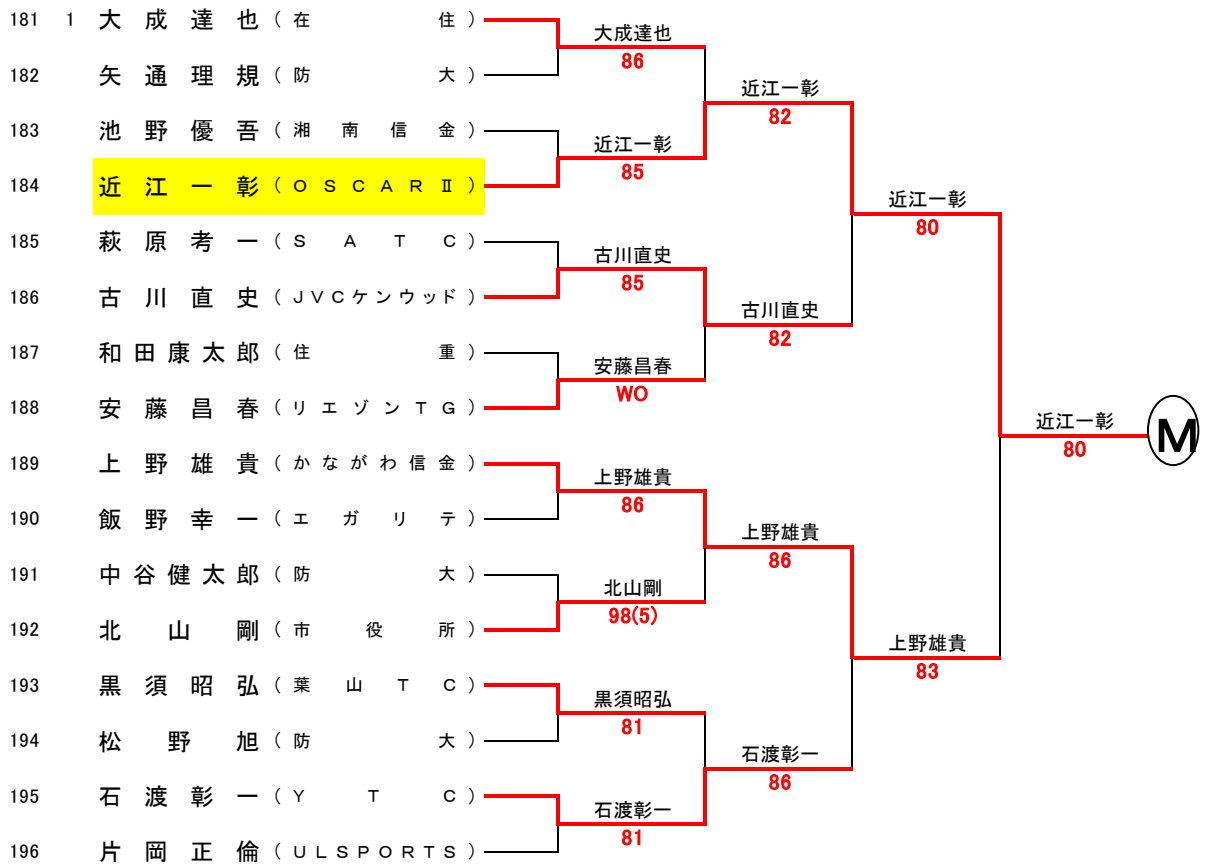 181 1 大成達也(在住)
182 矢通理規(防大)
183 池野優吾(湘南信金)
184 近江一彰(OSCARⅡ)
185 萩原考一(SATC)
186 古川直史(JVCケンウッド)
187 和田康太郎(住重)
188 安藤昌春(リエゾンTG)
189 上野雄貴(かながわ信金)
190 飯野幸一(エガリテ)
191 中谷健太郎(防大)
192 北山剛(市役所)
193 黒須昭弘(葉山TC)
194 松野旭(防大)
195 石渡彰一(YTC)
196 片岡正倫(ULSPORTS)
大成達也
86
近江一彰
85
古川直史
85
安藤昌春
WO
上野雄貴
86
北山剛
98(5)
黒須昭弘
81
石渡彰一
81
近江一彰
82
古川直史
82
上野雄貴
86
石渡彰一
86
近江一彰
80
上野雄貴
83
近江一彰
80
M